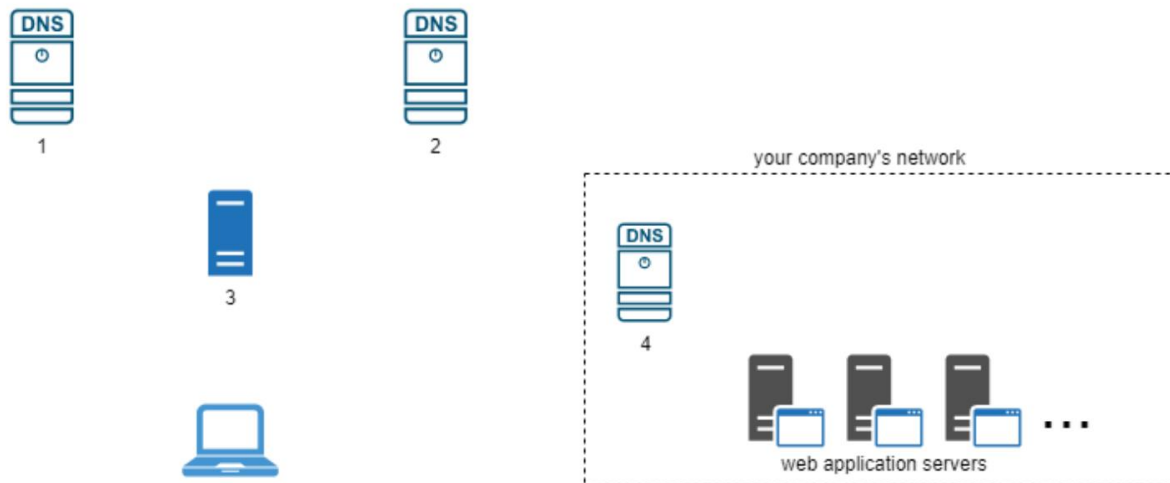 DNS
DNS
1
2
your company's network
3
DNS
4
...
web application servers